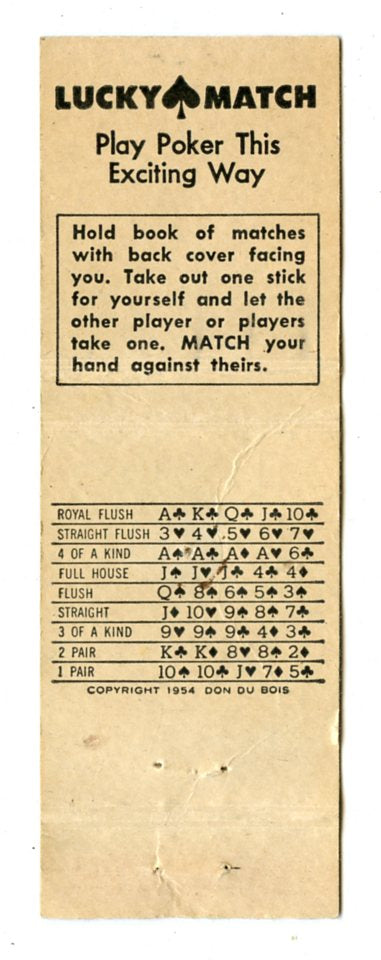 LUCKY♠MATCH
Play Poker This
Exciting Way
Hold book of matches
with back cover facing
you. Take out one stick
for yourself and let the
other player or players
take one. MATCH your
hand against theirs.
ROYAL FLUSH A♣ K♣ Q♣ J♣ 10♣
STRAIGHT FLUSH 3♥ 4♥ 5♥ 6♥ 7♥
4 OF A KIND A♠ A♣ A♦ A♥ 6♣
FULL HOUSE J♠ J♥ J♣ 4♣ 4♦
FLUSH Q♠ 8♠ 6♠ 5♠ 3♠
STRAIGHT J♦ 10♥ 9♠ 8♠ 7♣
3 OF A KIND 9♥ 9♠ 9♣ 4♦ 3♣
2 PAIR K♣ K♦ 8♥ 8♠ 2♦
1 PAIR 10♠ 10♣ J♥ 7♦ 5♣
COPYRIGHT 1954 DON DU BOIS